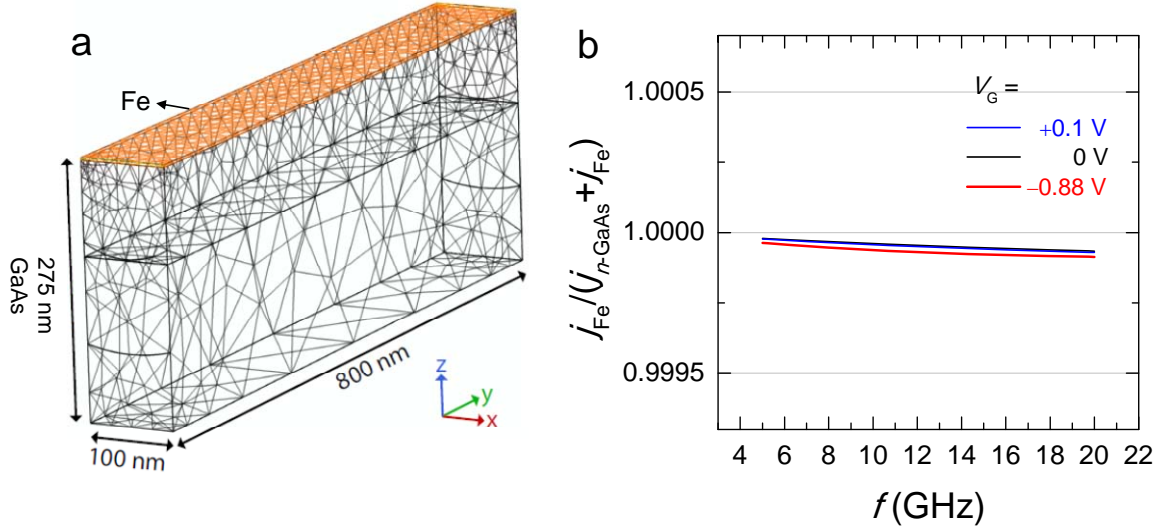 a
Fe
275 nm
GaAs
100 nm
800 nm
z
y
x
b
V_G =
+0.1 V
0 V
−0.88 V
1.0005
1.0000
0.9995
j_Fe/(j_n-GaAs+j_Fe)
4 6 8 10 12 14 16 18 20 22
f (GHz)